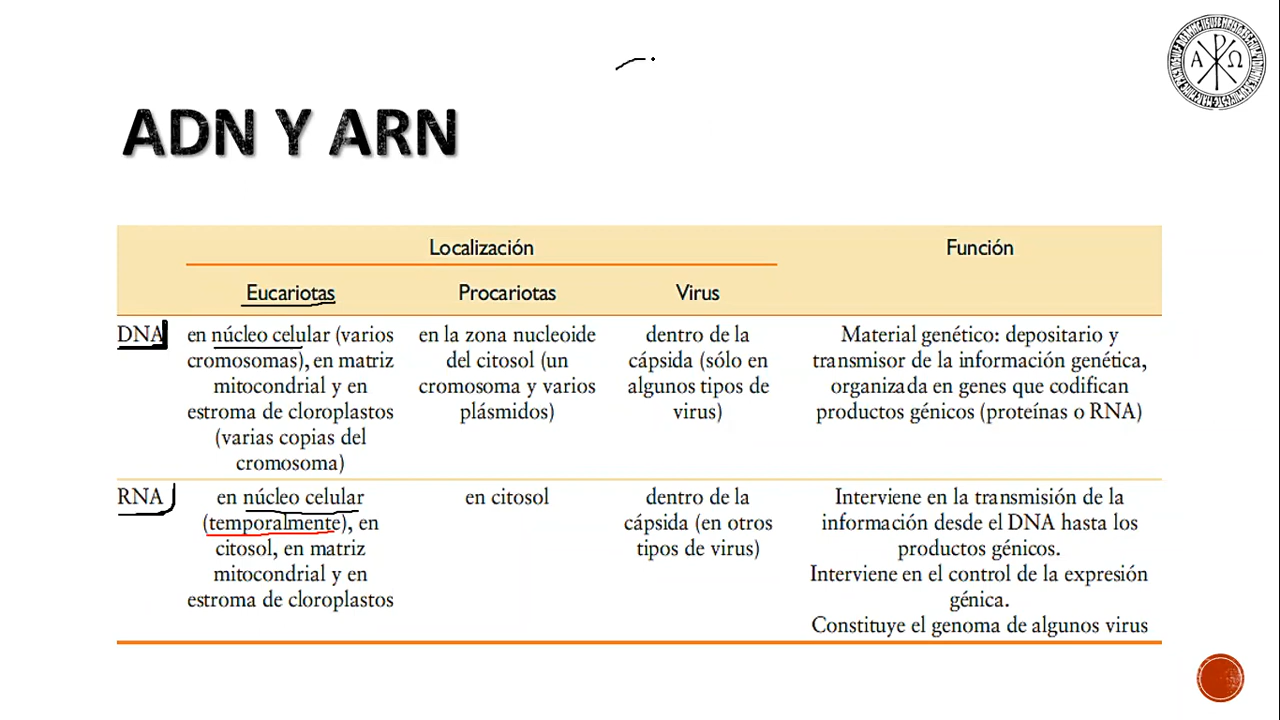 ADN Y ARN
Localización
Función
Eucariotas
Procariotas
Virus
DNA
en núcleo celular (varios
cromosomas), en matriz
mitocondrial y en
estroma de cloroplastos
(varias copias del
cromosoma)
en la zona nucleoide
del citosol (un
cromosoma y varios
plásmidos)
dentro de la
cápsida (sólo en
algunos tipos de
virus)
Material genético: depositario y
transmisor de la información genética,
organizada en genes que codifican
productos génicos (proteínas o RNA)
RNA
en núcleo celular
(temporalmente), en
citosol, en matriz
mitocondrial y en
estroma de cloroplastos
en citosol
dentro de la
cápsida (en otros
tipos de virus)
Interviene en la transmisión de la
información desde el DNA hasta los
productos génicos.
Interviene en el control de la expresión
génica.
Constituye el genoma de algunos virus
Α Ω